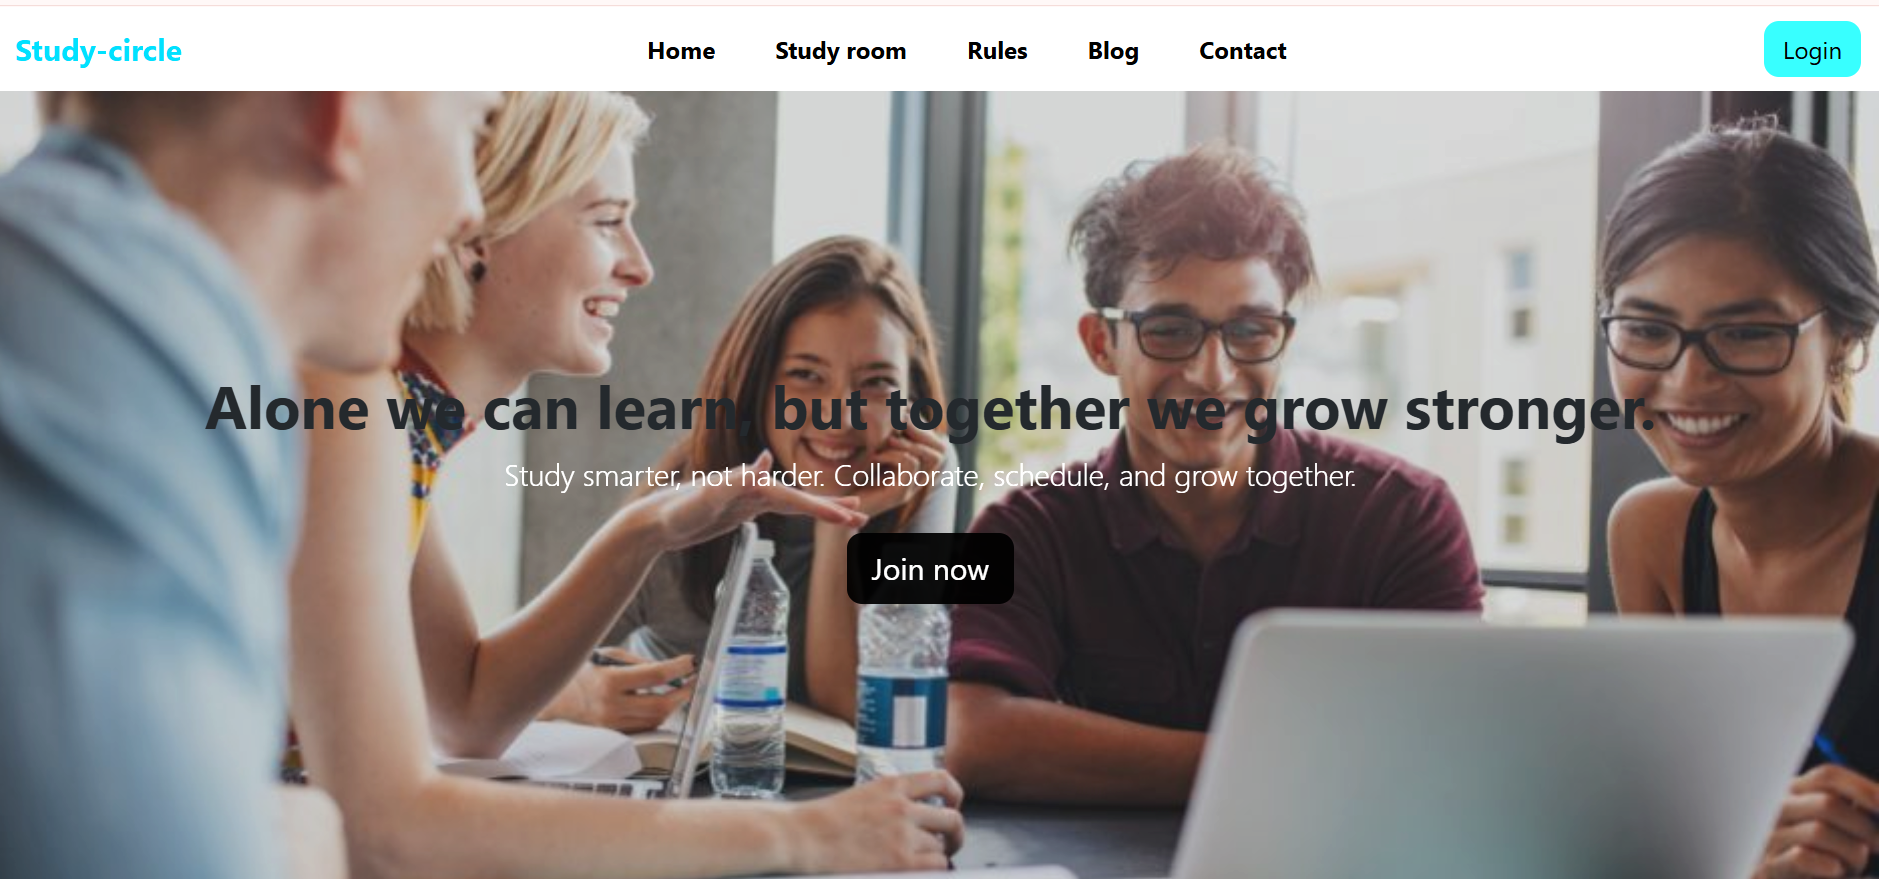 Study-circle
Home
Study room
Rules
Blog
Contact
Login
Alone we can learn, but together we grow stronger.
Study smarter, not harder. Collaborate, schedule, and grow together.
Join now